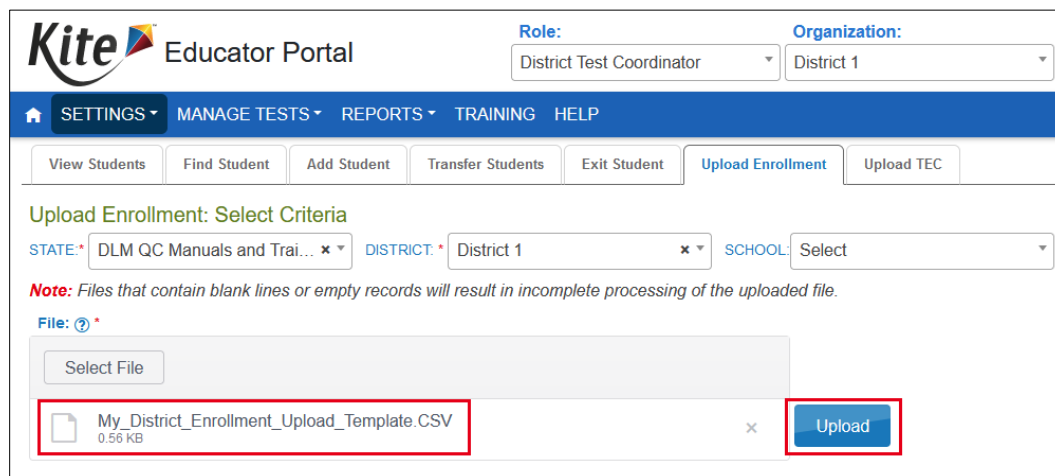 Kite Educator Portal
Role:
Organization:
District Test Coordinator
District 1
SETTINGS MANAGE TESTS REPORTS TRAINING HELP
View Students Find Student Add Student Transfer Students Exit Student Upload Enrollment Upload TEC
Upload Enrollment: Select Criteria
STATE:* DLM QC Manuals and Trai... × DISTRICT: * District 1 × SCHOOL: Select
Note: Files that contain blank lines or empty records will result in incomplete processing of the uploaded file.
File: ? *
Select File
My_District_Enrollment_Upload_Template.CSV
0.56 KB
×
Upload